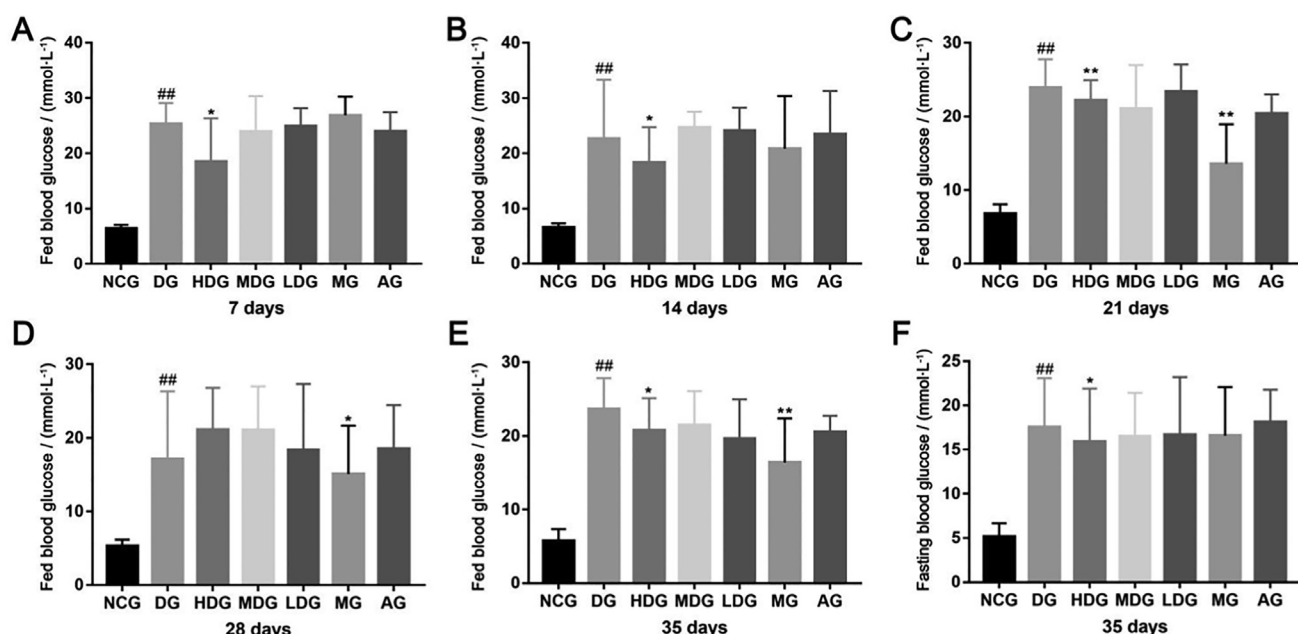 A
Fed blood glucose / (mmol·L⁻¹)
40
30
20
10
0
##
*
NCG DG HDG MDG LDG MG AG
7 days
B
Fed blood glucose / (mmol·L⁻¹)
40
30
20
10
0
##
*
NCG DG HDG MDG LDG MG AG
14 days
C
Fed blood glucose / (mmol·L⁻¹)
30
20
10
0
##
**
**
NCG DG HDG MDG LDG MG AG
21 days
D
Fed blood glucose / (mmol·L⁻¹)
30
20
10
0
##
*
NCG DG HDG MDG LDG MG AG
28 days
E
Fed blood glucose / (mmol·L⁻¹)
30
20
10
0
##
*
**
NCG DG HDG MDG LDG MG AG
35 days
F
Fasting blood glucose / (mmol·L⁻¹)
25
20
15
10
5
0
##
*
NCG DG HDG MDG LDG MG AG
35 days